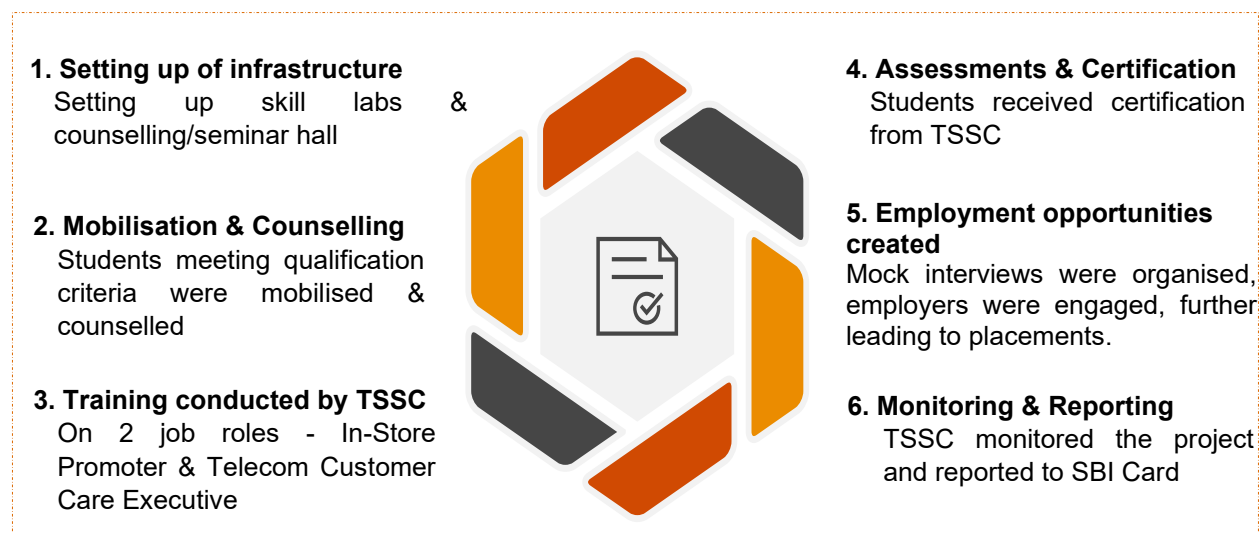 1. Setting up of infrastructure
Setting up skill labs &
counselling/seminar hall
2. Mobilisation & Counselling
Students meeting qualification
criteria were mobilised &
counselled
3. Training conducted by TSSC
On 2 job roles - In-Store
Promoter & Telecom Customer
Care Executive
4. Assessments & Certification
Students received certification
from TSSC
5. Employment opportunities
created
Mock interviews were organised,
employers were engaged, further
leading to placements.
6. Monitoring & Reporting
TSSC monitored the project
and reported to SBI Card